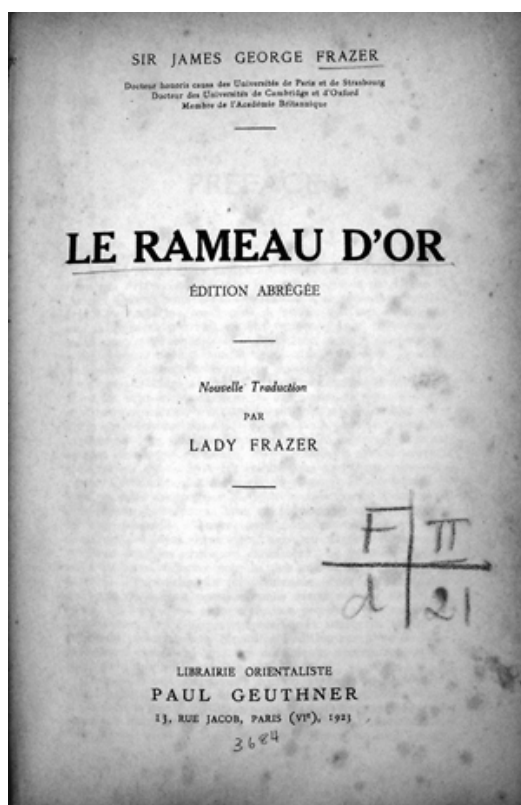 SIR JAMES GEORGE FRAZER
Docteur honoris causa des Universités de Paris et de Strasbourg
Docteur des Universités de Cambridge et d'Oxford
Membre de l'Académie Britannique
PRÉFACE
LE RAMEAU D'OR
ÉDITION ABRÉGÉE
Nouvelle Traduction
PAR
LADY FRAZER
F II
d 21
LIBRAIRIE ORIENTALISTE
PAUL GEUTHNER
13, RUE JACOB, PARIS (VIe), 1923
3684